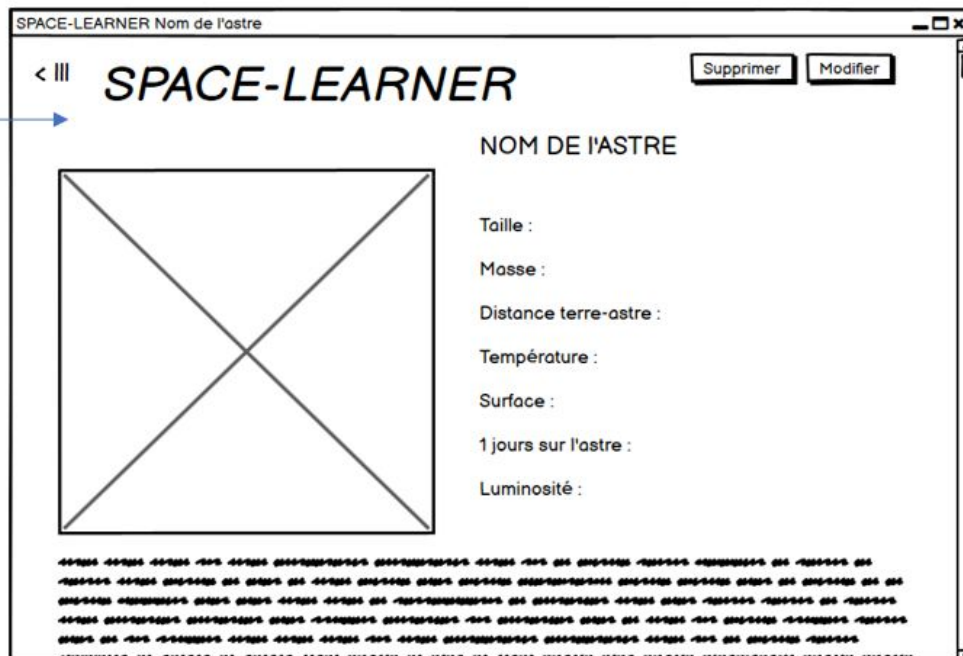 SPACE-LEARNER Nom de l'astre
< |||
SPACE-LEARNER
Supprimer
Modifier
NOM DE l'ASTRE
Taille :
Masse :
Distance terre-astre :
Température :
Surface :
1 jours sur l'astre :
Luminosité :